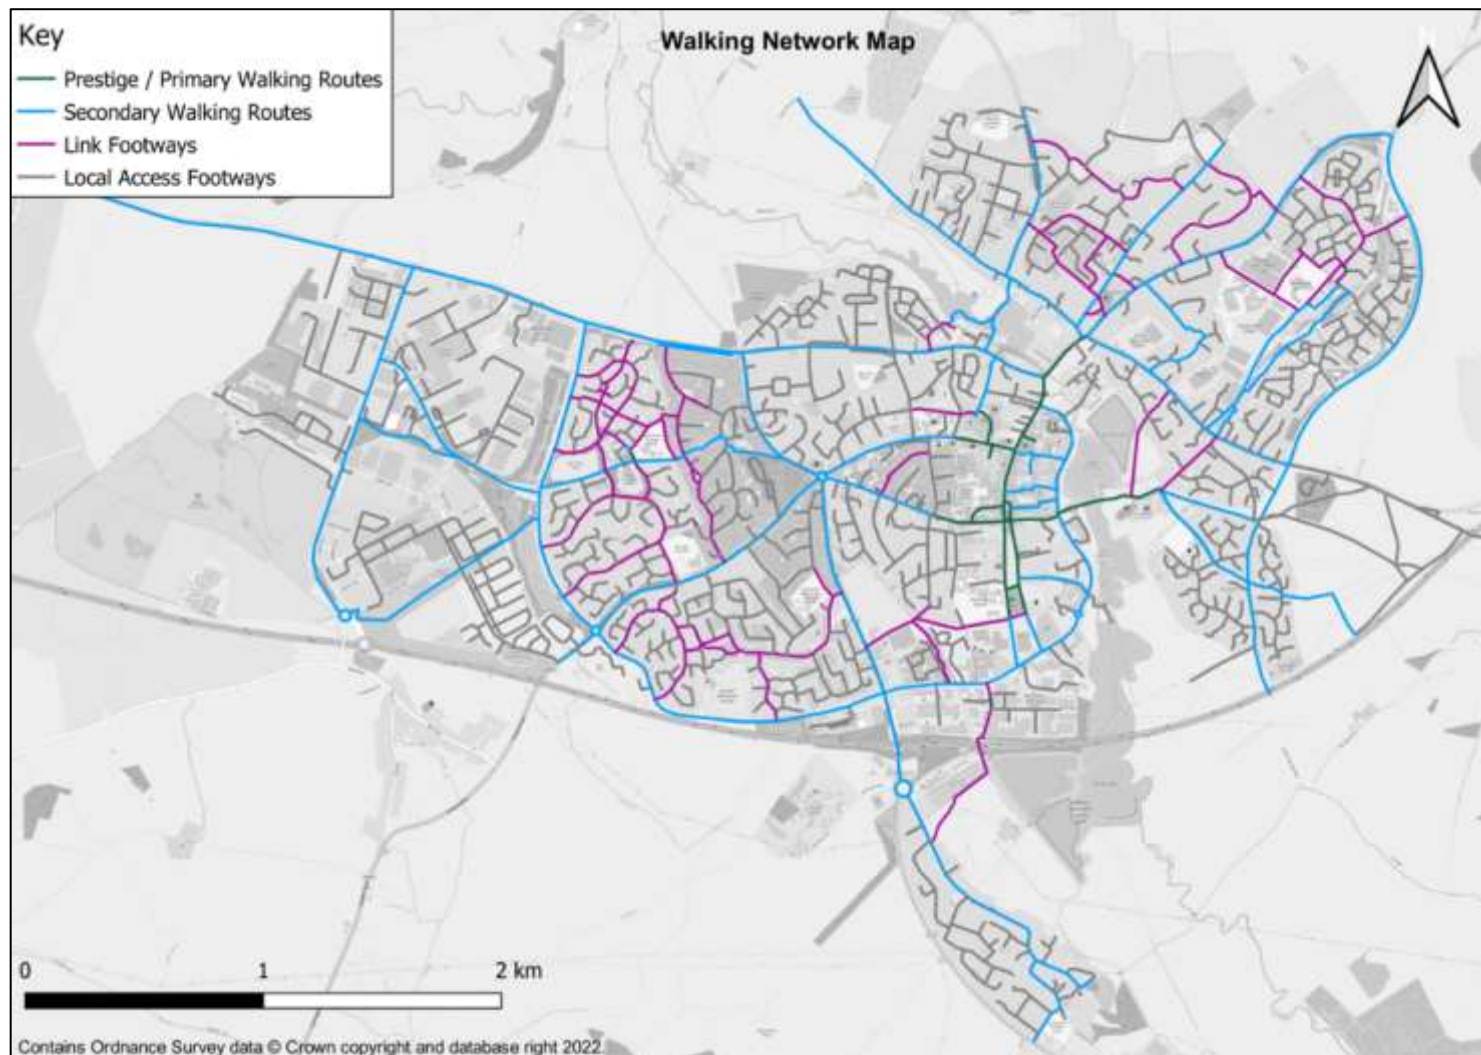 Key
Prestige / Primary Walking Routes
Secondary Walking Routes
Link Footways
Local Access Footways
Walking Network Map
N
0 1 2 km
Contains Ordnance Survey data © Crown copyright and database right 2022.